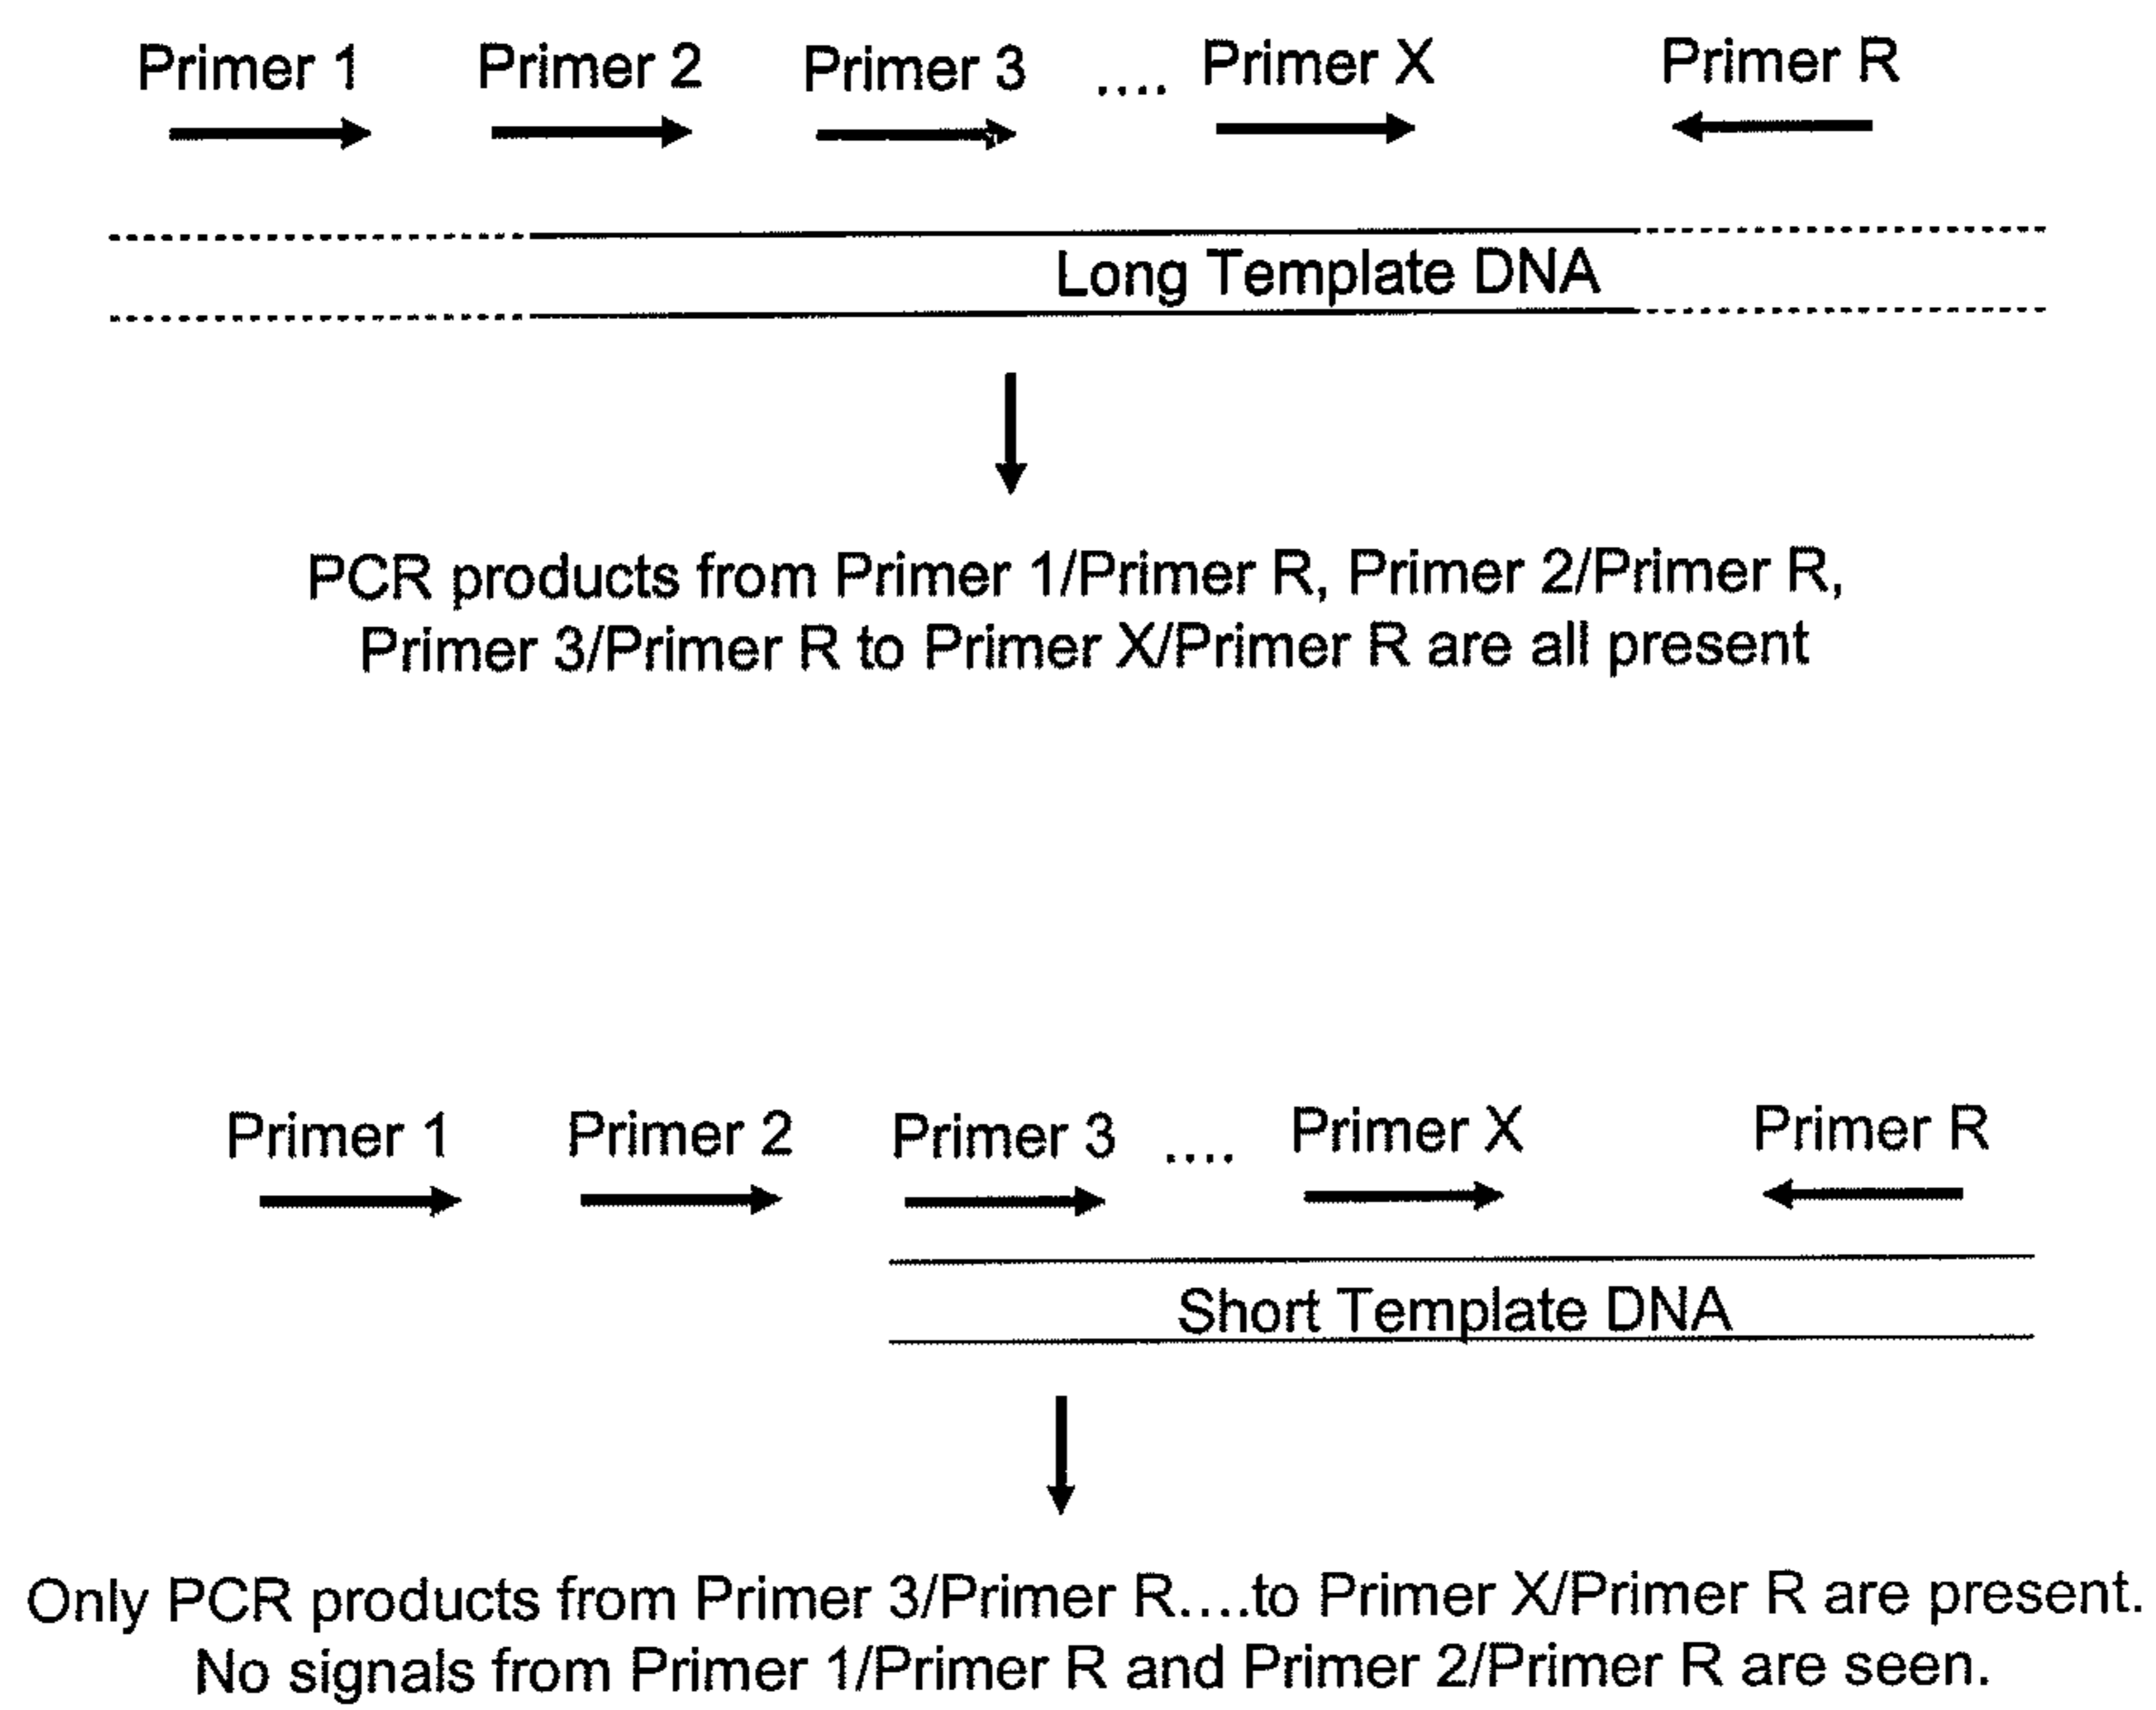 Primer 1 Primer 2 Primer 3 .... Primer X Primer R
Long Template DNA
PCR products from Primer 1/Primer R, Primer 2/Primer R,
Primer 3/Primer R to Primer X/Primer R are all present
Primer 1 Primer 2 Primer 3 .... Primer X Primer R
Short Template DNA
Only PCR products from Primer 3/Primer R....to Primer X/Primer R are present.
No signals from Primer 1/Primer R and Primer 2/Primer R are seen.